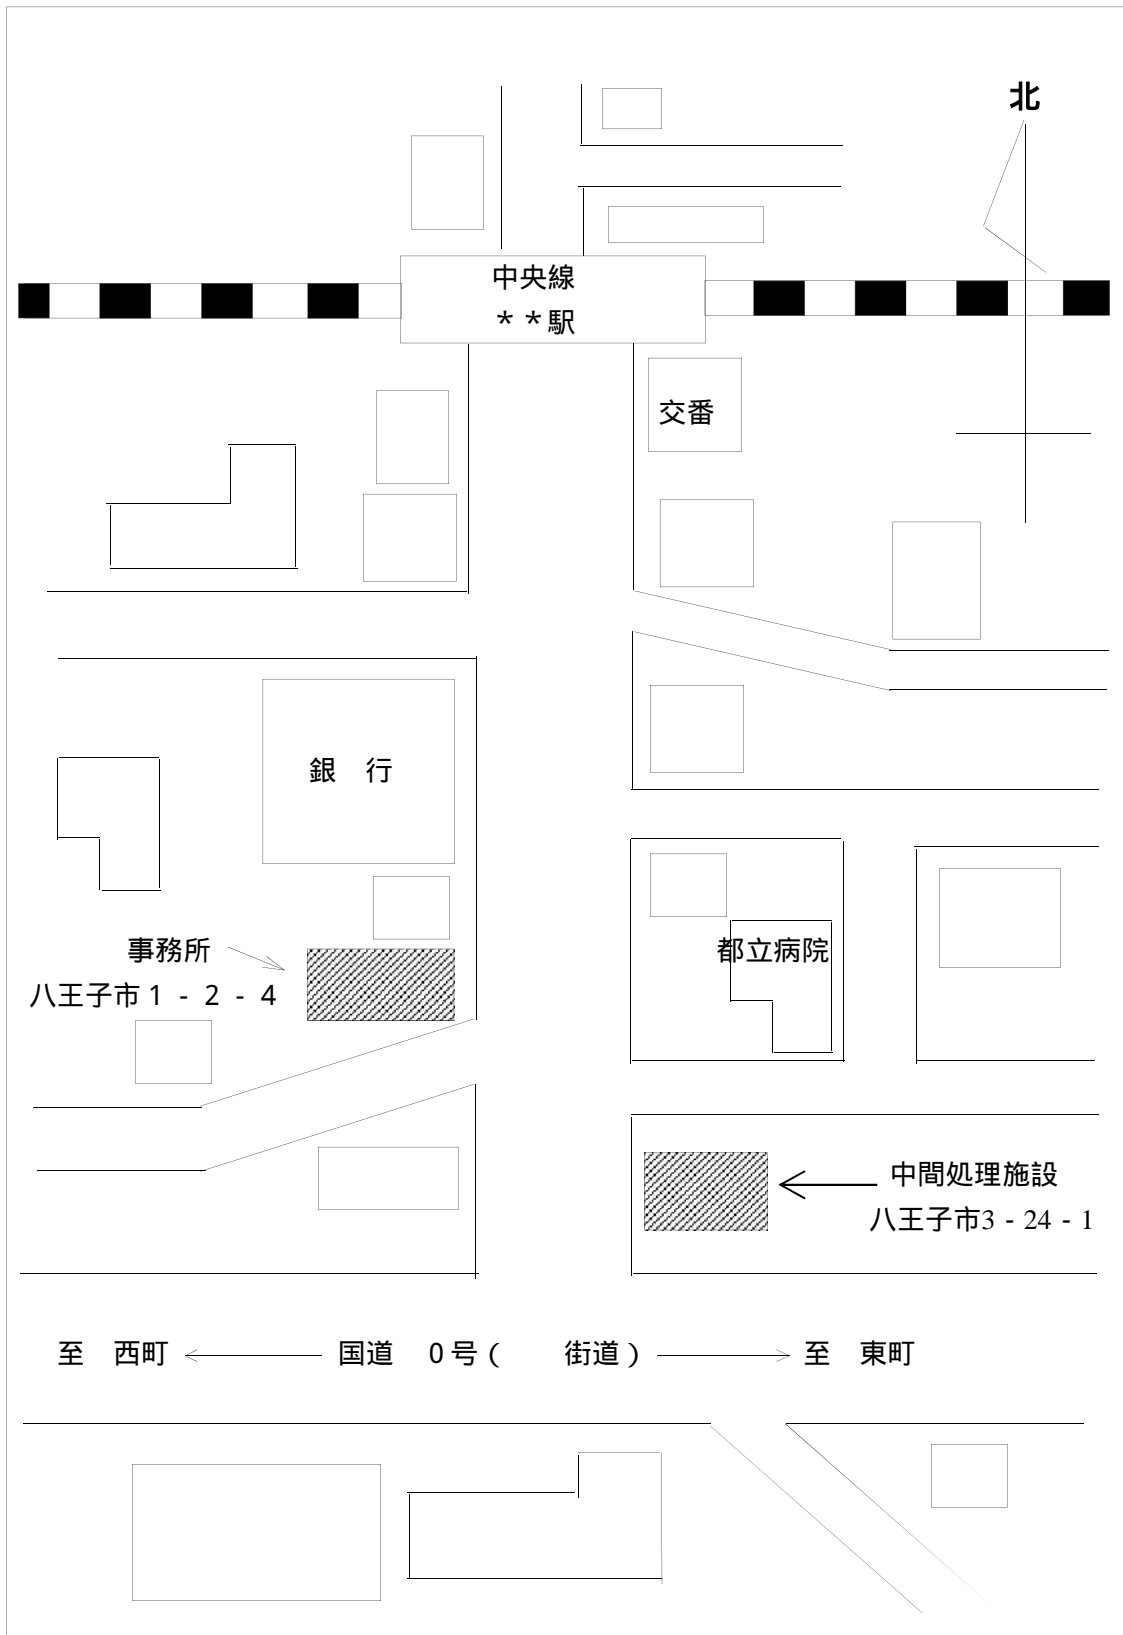 北
中央線
＊＊駅
交番
銀　行
事務所
八王子市１-２-４
都立病院
中間処理施設
八王子市3 - 24 - 1
至　西町
国道　０号（　　街道）
至　東町